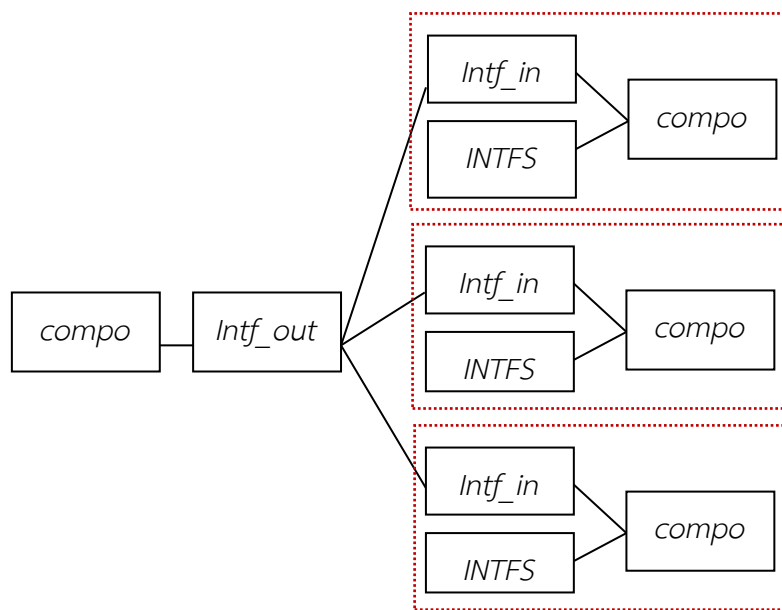 Intf_in
INTFS
compo
Intf_in
INTFS
compo
compo
Intf_out
Intf_in
INTFS
compo